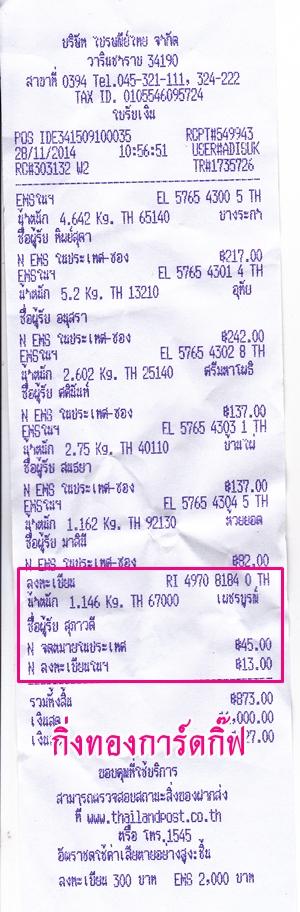 บริษัท ไปรษณีย์ไทย จำกัด
วารินชำราบ 34190
สาขาที่ 0394 Tel.045-321-111, 324-222
TAX ID. 0105546095724
ใบรับเงิน
POS IDE341509100035 RCPT#549943
28/11/2014 10:56:51 USER#ADISUK
RC#303132 W2 TR#1735726
EMSในฯ EL 5765 4300 5 TH
น้ำหนัก 4.642 Kg. TH 65140 บางระกำ
ชื่อผู้รับ ทิมย์สุดา
N EMS ในประเทศ-ซอง ฿217.00
EMSในฯ EL 5765 4301 4 TH
น้ำหนัก 5.2 Kg. TH 13210 อุทัย
ชื่อผู้รับ อนุสรา
N EMS ในประเทศ-ซอง ฿242.00
EMSในฯ EL 5765 4302 8 TH
น้ำหนัก 2.602 Kg. TH 25140 ศรีมหาโพธิ
ชื่อผู้รับ ศตินันท์
N EMS ในประเทศ-ซอง ฿137.00
EMSในฯ EL 5765 4303 1 TH
น้ำหนัก 2.75 Kg. TH 40110 บ้านไผ่
ชื่อผู้รับ สนธยา
N EMS ในประเทศ-ซอง ฿137.00
EMSในฯ EL 5765 4304 5 TH
น้ำหนัก 1.162 Kg. TH 92130 ห้วยยอด
ชื่อผู้รับ มาลินี
N EMS ในประเทศ-ซอง ฿82.00
ลงทะเบียน RI 4970 8184 0 TH
น้ำหนัก 1.146 Kg. TH 67000 เพชรบูรณ์
ชื่อผู้รับ สุภาวดี
N จดหมายในประเทศ ฿45.00
N ลงทะเบียนในฯ ฿13.00
รวมทั้งสิ้น ฿873.00
เงินสด ,000.00
27.00
กิ่งทองการ์ดกิ๊ฟ
ขอบคุณที่ใช้บริการ
สามารถตรวจสอบสถานะสิ่งของฝากส่ง
ที่ www.thailandpost.co.th
หรือ โทร.1545
อัตราชดใช้ค่าเสียหายอย่างสูงะชิ้น
ลงทะเบียน 300 บาท EMS 2,000 บาท